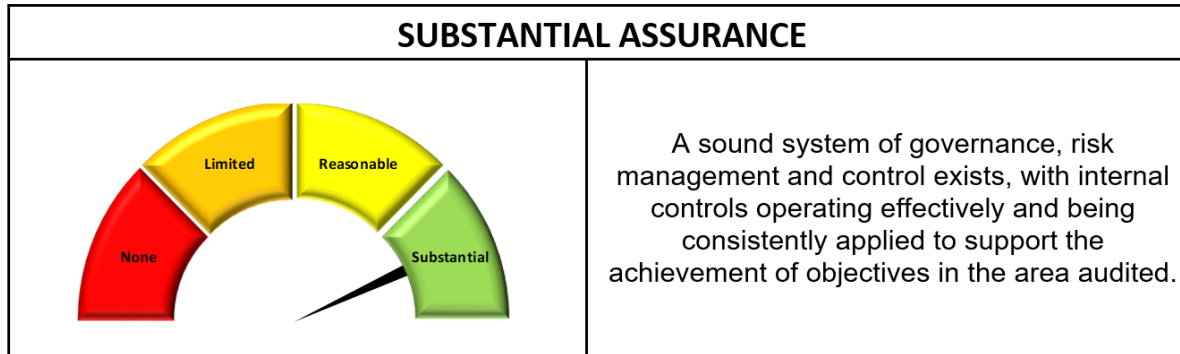 SUBSTANTIAL ASSURANCE
Limited
Reasonable
None
Substantial
A sound system of governance, risk
management and control exists, with internal
controls operating effectively and being
consistently applied to support the
achievement of objectives in the area audited.